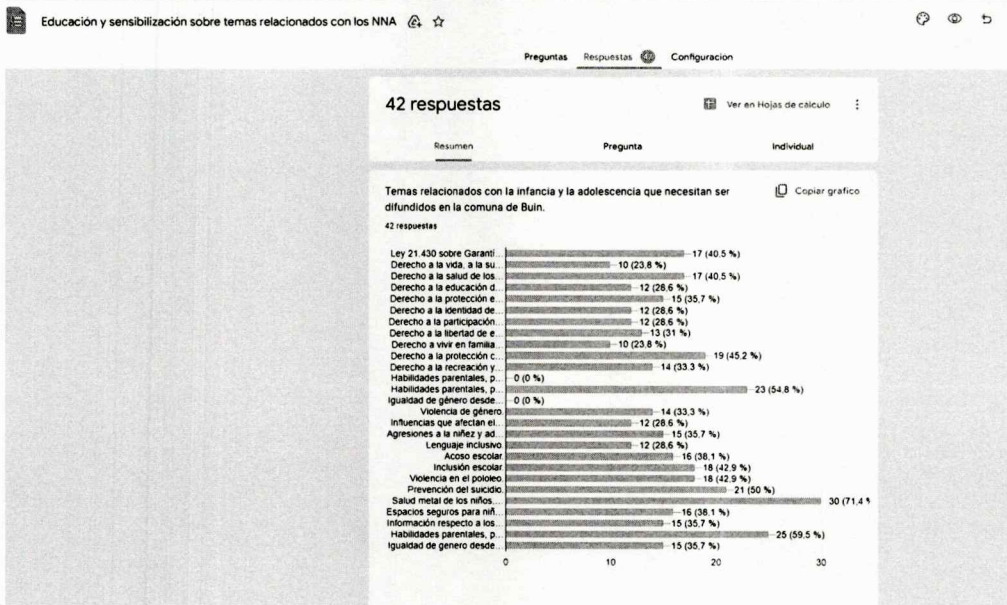 Educación y sensibilización sobre temas relacionados con los NNA
Preguntas Respuestas 42 Configuracion
42 respuestas
Ver en Hojas de cálculo
Resumen Pregunta Individual
Temas relacionados con la infancia y la adolescencia que necesitan ser
difundidos en la comuna de Buin.
Copiar grafico
42 respuestas
Ley 21.430 sobre Garantí... 17 (40,5 %)
Derecho a la vida, a la su... 10 (23,8 %)
Derecho a la salud de los... 17 (40,5 %)
Derecho a la educación d... 12 (28,6 %)
Derecho a la protección e... 15 (35,7 %)
Derecho a la identidad de... 12 (28,6 %)
Derecho a la participación... 12 (28,6 %)
Derecho a la libertad de e... 13 (31 %)
Derecho a vivir en familia... 10 (23,8 %)
Derecho a la protección c... 19 (45,2 %)
Derecho a la recreación y... 14 (33,3 %)
Habilidades parentales, p... 0 (0 %)
Habilidades parentales, p... 23 (54,8 %)
Igualdad de género desde... 0 (0 %)
Violencia de género 14 (33,3 %)
Influencias que afectan el... 12 (28,6 %)
Agresiones a la niñez y ad... 15 (35,7 %)
Lenguaje inclusivo 12 (28,6 %)
Acoso escolar 16 (38,1 %)
Inclusión escolar 18 (42,9 %)
Violencia en el pololeo 18 (42,9 %)
Prevención del suicidio 21 (50 %)
Salud metal de los niños... 30 (71,4 %
Espacios seguros para niñ... 16 (38,1 %)
Información respecto a los... 15 (35,7 %)
Habilidades parentales, p... 25 (59,5 %)
Igualdad de genero desde... 15 (35,7 %)
0 10 20 30